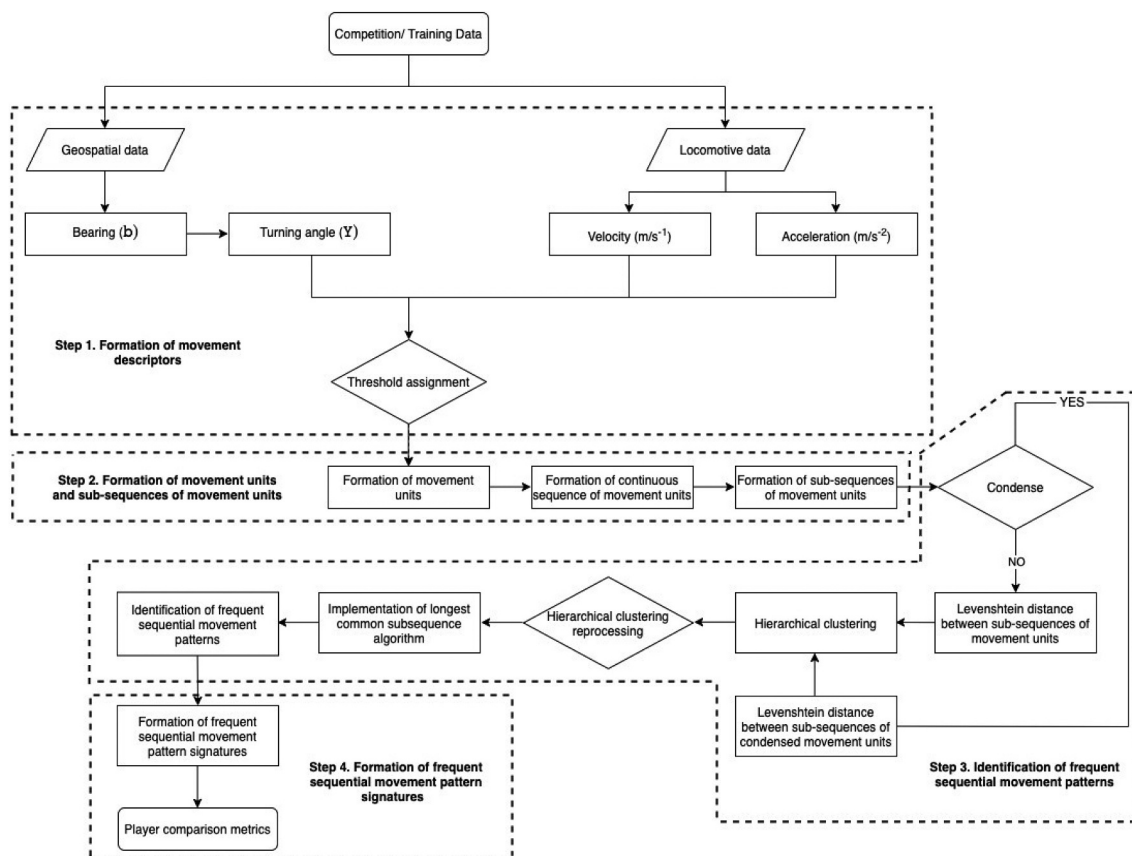 Competition/ Training Data
Geospatial data
Locomotive data
Bearing (b)
Turning angle (Y)
Velocity (m/s⁻¹)
Acceleration (m/s⁻²)
Step 1. Formation of movement
descriptors
Threshold assignment
YES
Step 2. Formation of movement units
and sub-sequences of movement units
Formation of movement
units
Formation of continuous
sequence of movement units
Formation of sub-sequences
of movement units
Condense
NO
Identification of frequent
sequential movement
patterns
Implementation of longest
common subsequence
algorithm
Hierarchical clustering
reprocessing
Hierarchical clustering
Levenshtein distance
between sub-sequences of
movement units
Formation of frequent
sequential movement
pattern signatures
Levenshtein distance
between sub-sequences of
condensed movement units
Step 4. Formation of frequent
sequential movement pattern
signatures
Step 3. Identification of frequent
sequential movement patterns
Player comparison metrics